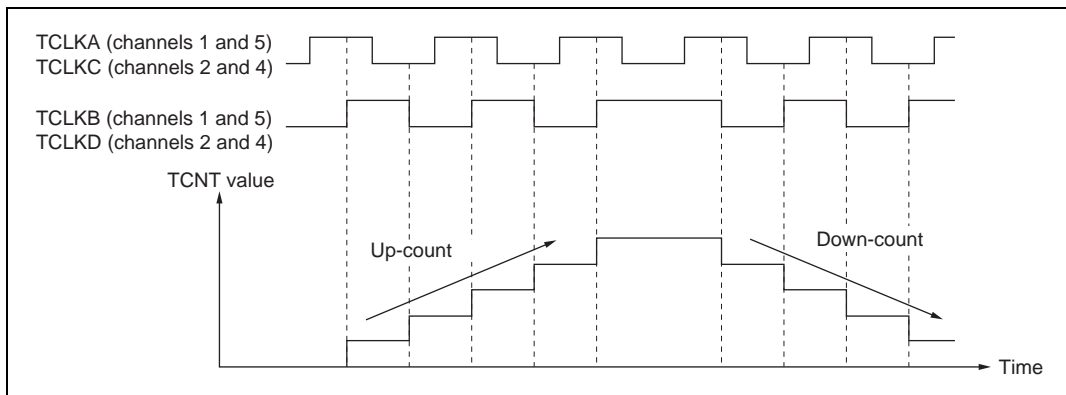 TCLKA (channels 1 and 5)
TCLKC (channels 2 and 4)
TCLKB (channels 1 and 5)
TCLKD (channels 2 and 4)
TCNT value
Up-count
Down-count
Time